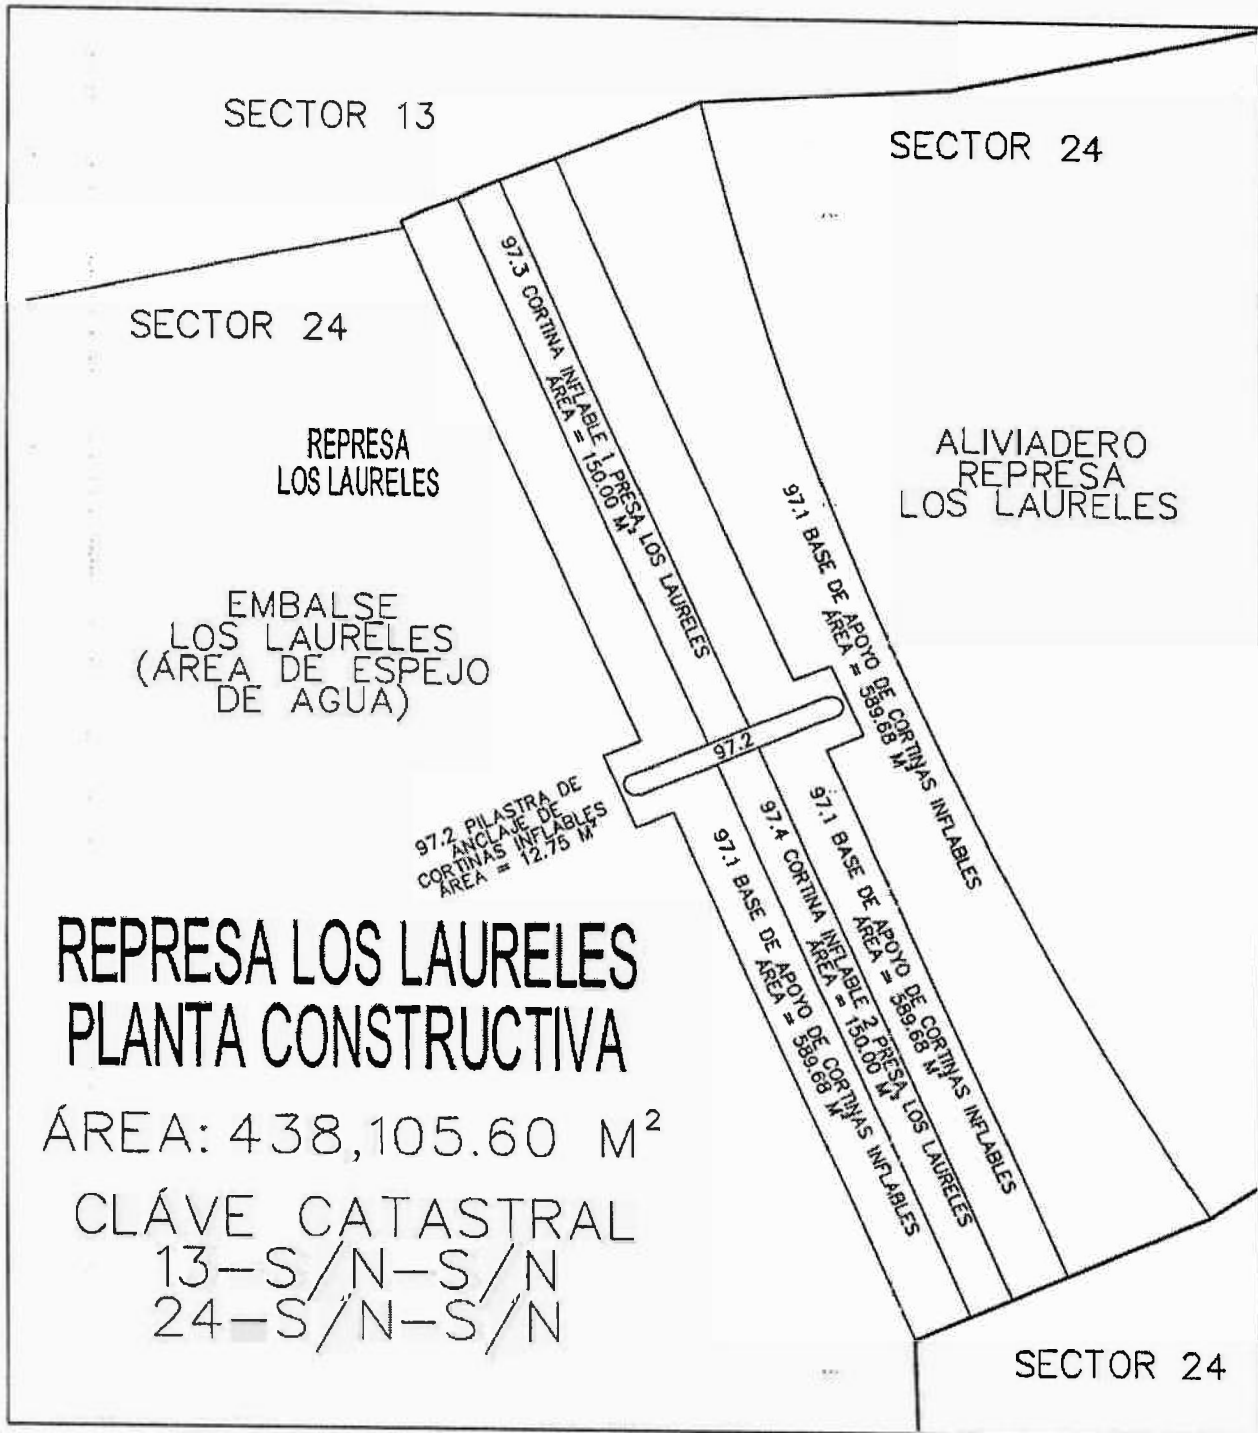 SECTOR 13
SECTOR 24
SECTOR 24
REPRESA
LOS LAURELES
EMBALSE
LOS LAURELES
(ÁREA DE ESPEJO
DE AGUA)
ALIVIADERO
REPRESA
LOS LAURELES
97.3 CORTINA INFLABLE 1 PRESA LOS LAURELES
ÁREA = 150.00 M²
97.1 BASE DE APOYO DE CORTINAS INFLABLES
ÁREA = 589.68 M²
97.2
97.2 PILASTRA DE
ANCLAJE DE
CORTINAS INFLABLES
ÁREA = 12.75 M²
97.1 BASE DE APOYO DE CORTINAS INFLABLES
ÁREA = 589.68 M²
97.4 CORTINA INFLABLE 2 PRESA LOS LAURELES
ÁREA = 150.00 M²
97.1 BASE DE APOYO DE CORTINAS INFLABLES
ÁREA = 589.68 M²
REPRESA LOS LAURELES
PLANTA CONSTRUCTIVA
ÁREA: 438,105.60 M²
CLÁVE CATASTRAL
13-S/N-S/N
24-S/N-S/N
SECTOR 24